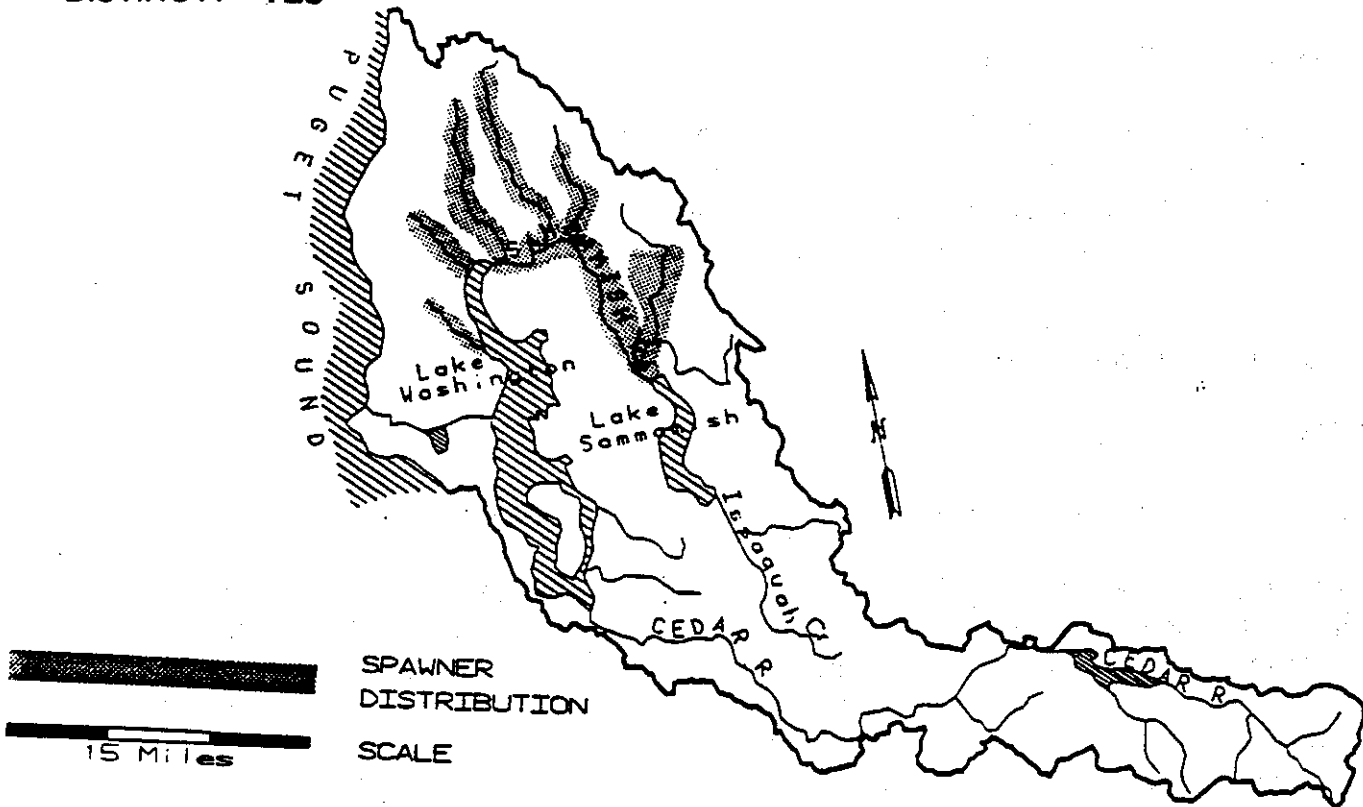 PUGET SOUND
Lake
Washington
Lake
Sammamish
Issaquah Cr
CEDAR R
CEDAR R
SPAWNER
DISTRIBUTION
15 Miles
SCALE
N